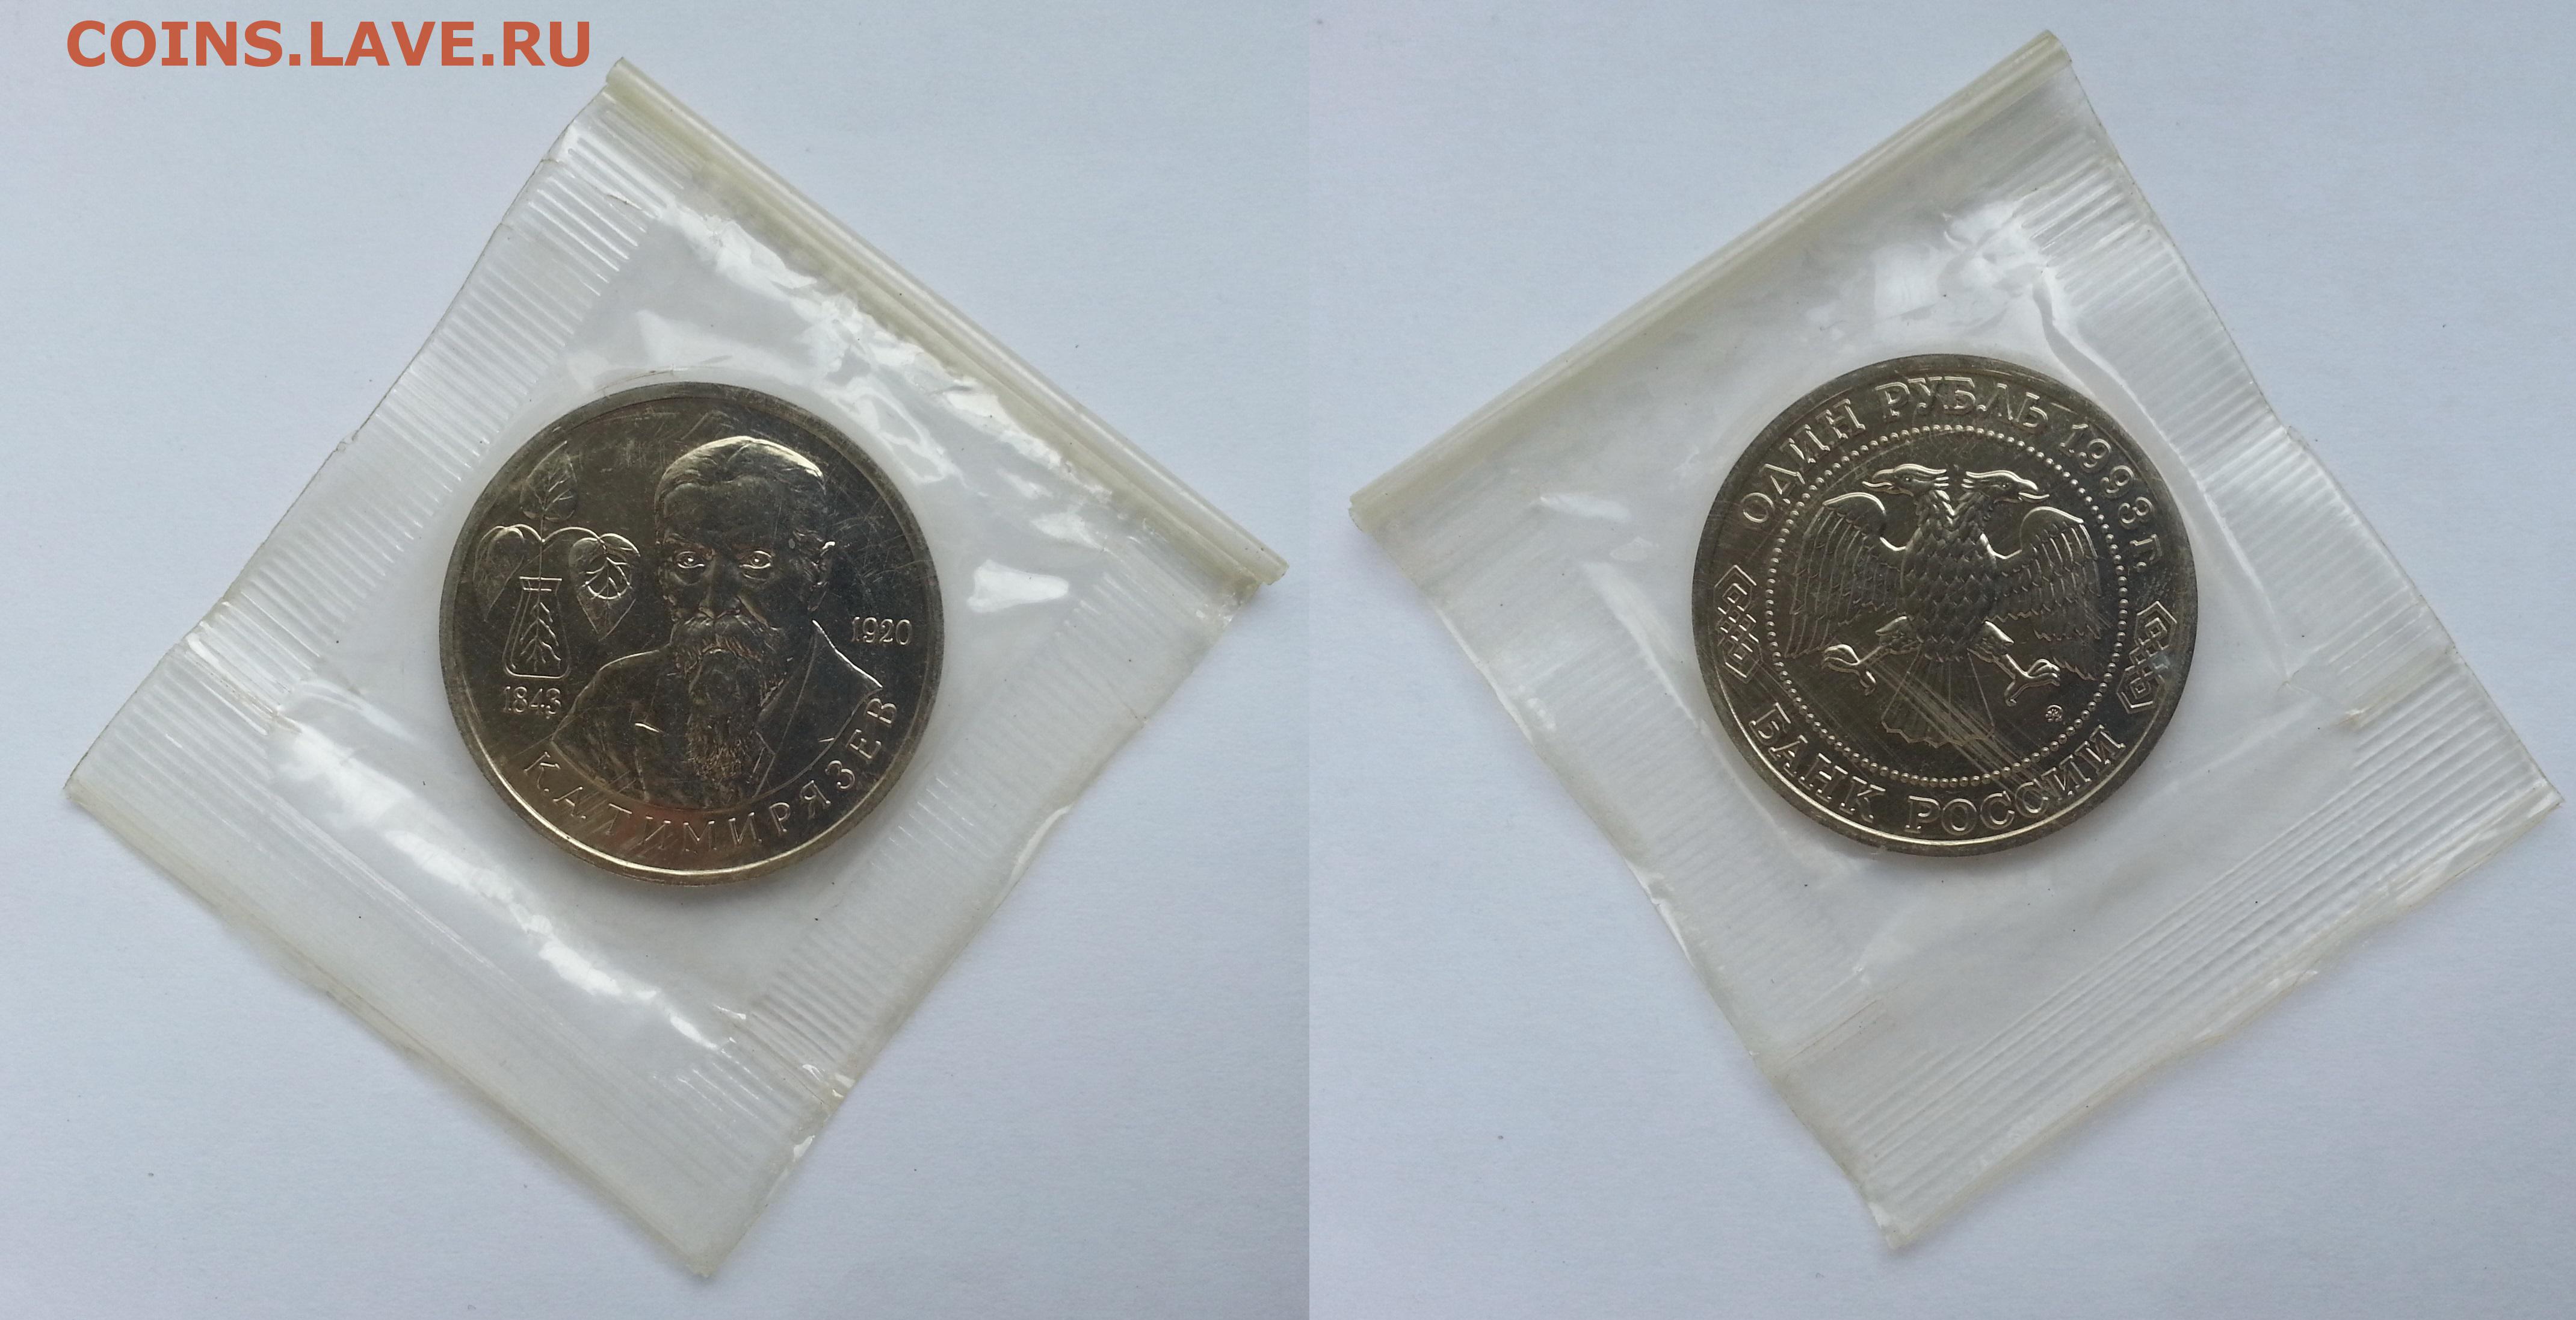 COINS.LAVE.RU
1843
1920
К.А.ТИМИРЯЗЕВ
ОДИН РУБЛЬ 1993 Г.
БАНК РОССИИ